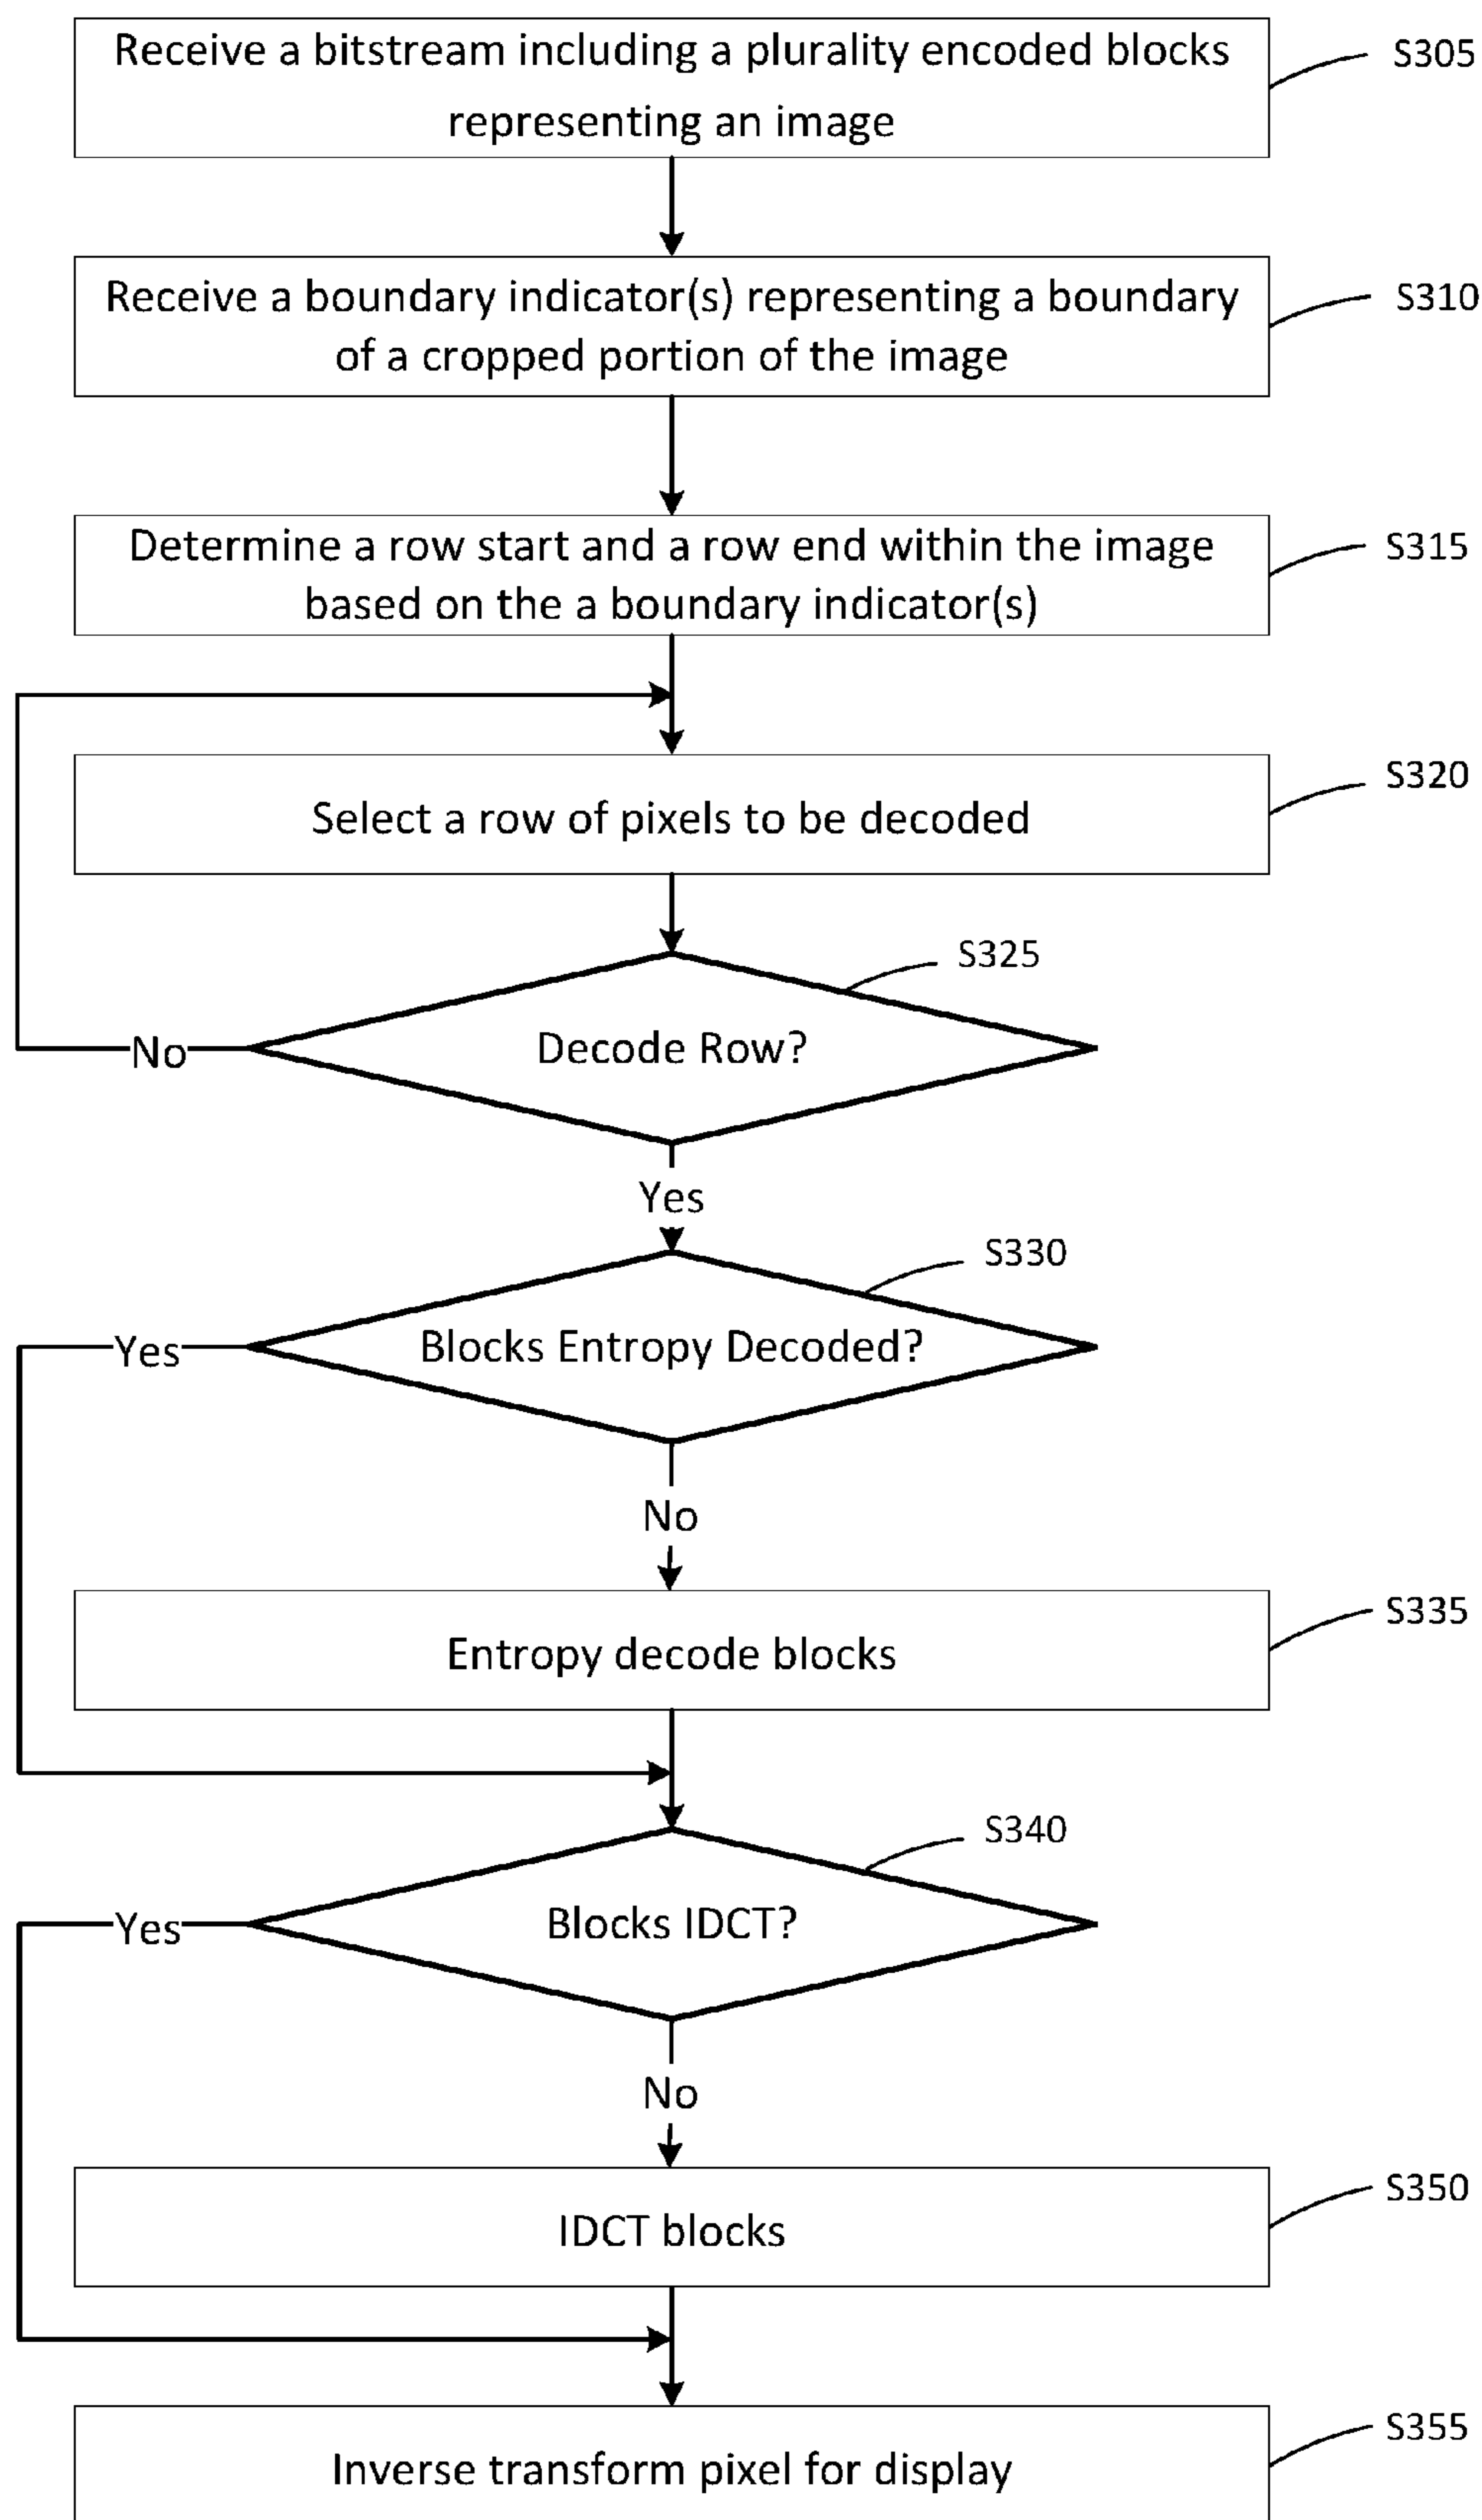 Receive a bitstream including a plurality encoded blocks
representing an image
S305
Receive a boundary indicator(s) representing a boundary
of a cropped portion of the image
S310
Determine a row start and a row end within the image
based on the a boundary indicator(s)
S315
Select a row of pixels to be decoded
S320
S325
Decode Row?
No
Yes
S330
Blocks Entropy Decoded?
Yes
No
Entropy decode blocks
S335
S340
Blocks IDCT?
Yes
No
IDCT blocks
S350
Inverse transform pixel for display
S355